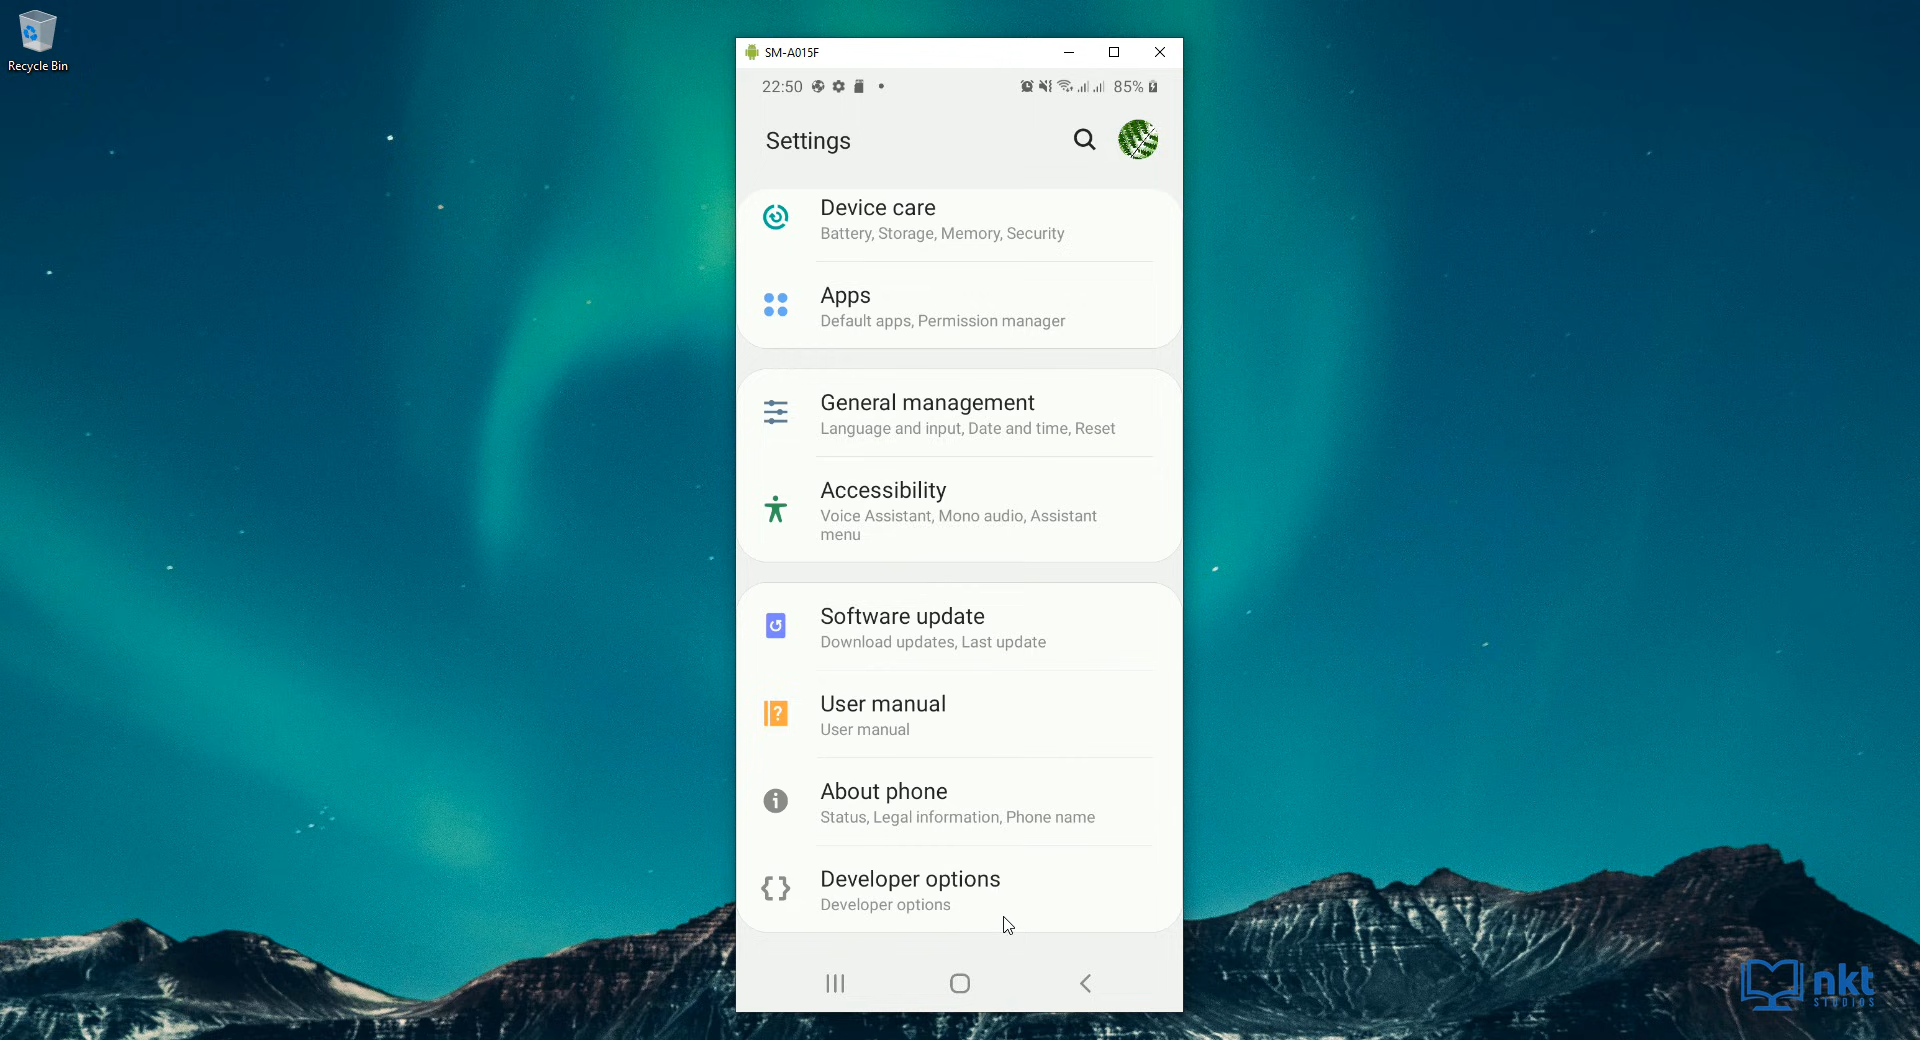 Recycle Bin
SM-A015F
22:50
85%
Settings
Device care
Battery, Storage, Memory, Security
Apps
Default apps, Permission manager
General management
Language and input, Date and time, Reset
Accessibility
Voice Assistant, Mono audio, Assistant
menu
Software update
Download updates, Last update
User manual
User manual
About phone
Status, Legal information, Phone name
Developer options
Developer options
nkt
STUDIOS